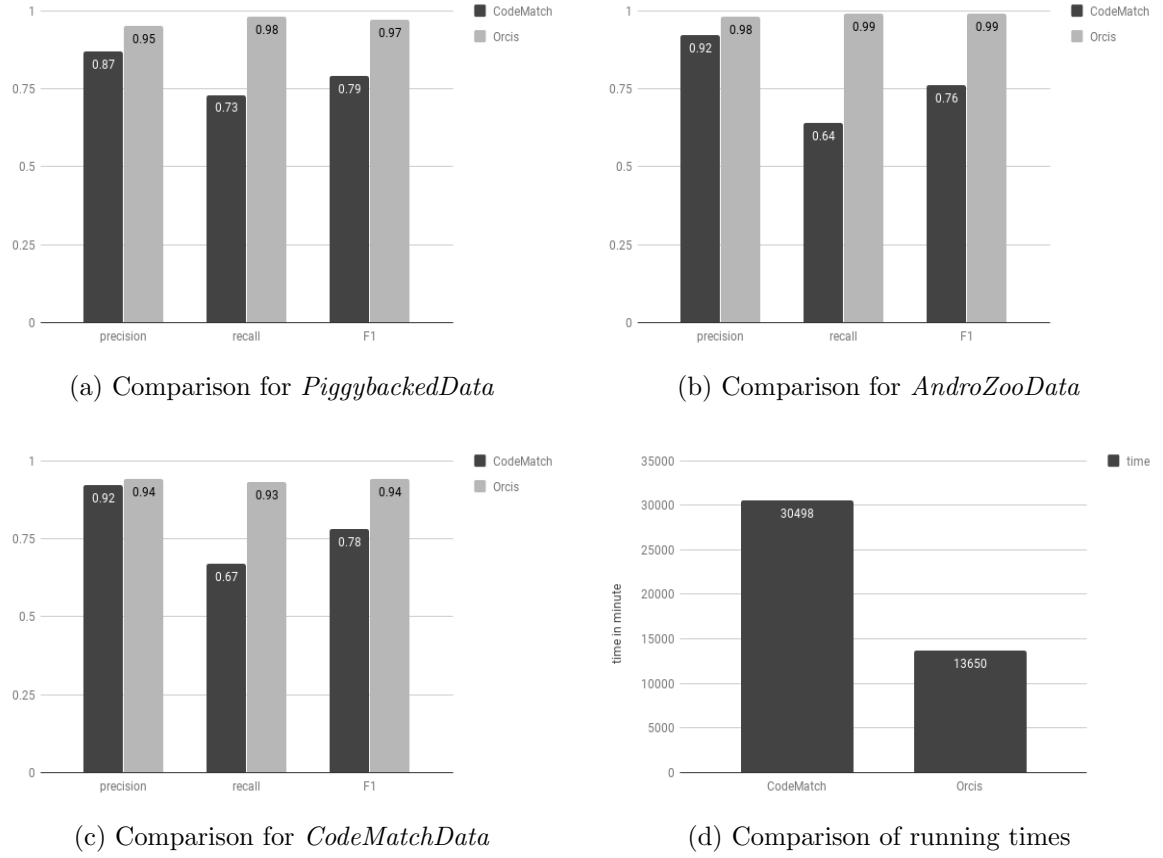 1
0.75
0.5
0.25
0
0.87
0.95
0.73
0.98
0.79
0.97
precision
recall
F1
CodeMatch
Orcis
(a) Comparison for PiggybackedData
1
0.75
0.5
0.25
0
0.92
0.98
0.64
0.99
0.76
0.99
precision
recall
F1
CodeMatch
Orcis
(b) Comparison for AndroZooData
1
0.75
0.5
0.25
0
0.92
0.94
0.67
0.93
0.78
0.94
precision
recall
F1
CodeMatch
Orcis
(c) Comparison for CodeMatchData
time in minute
35000
30000
25000
20000
15000
10000
5000
0
30498
13650
CodeMatch
Orcis
time
(d) Comparison of running times